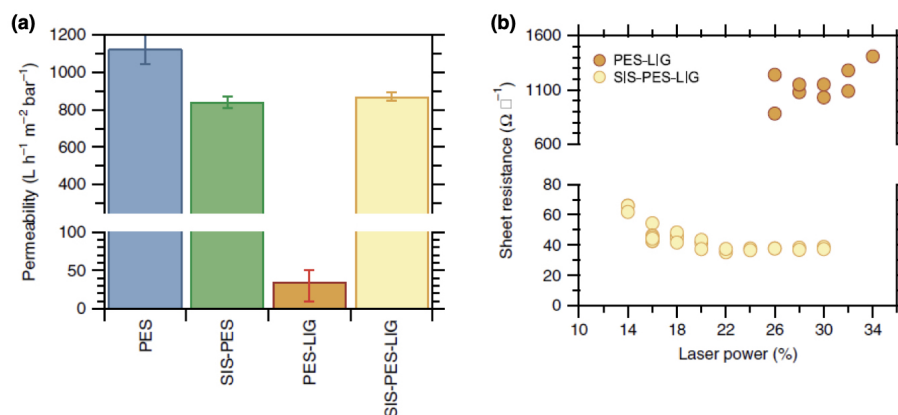 (a)
1200
1000
800
600
400
100
50
0
Permeability (L h⁻¹ m⁻² bar⁻¹)
PES
SIS-PES
PES-LIG
SIS-PES-LIG
(b)
1600
1100
600
80
60
40
20
0
Sheet resistance (Ω □⁻¹)
PES-LIG
SIS-PES-LIG
10 14 18 22 26 30 34
Laser power (%)